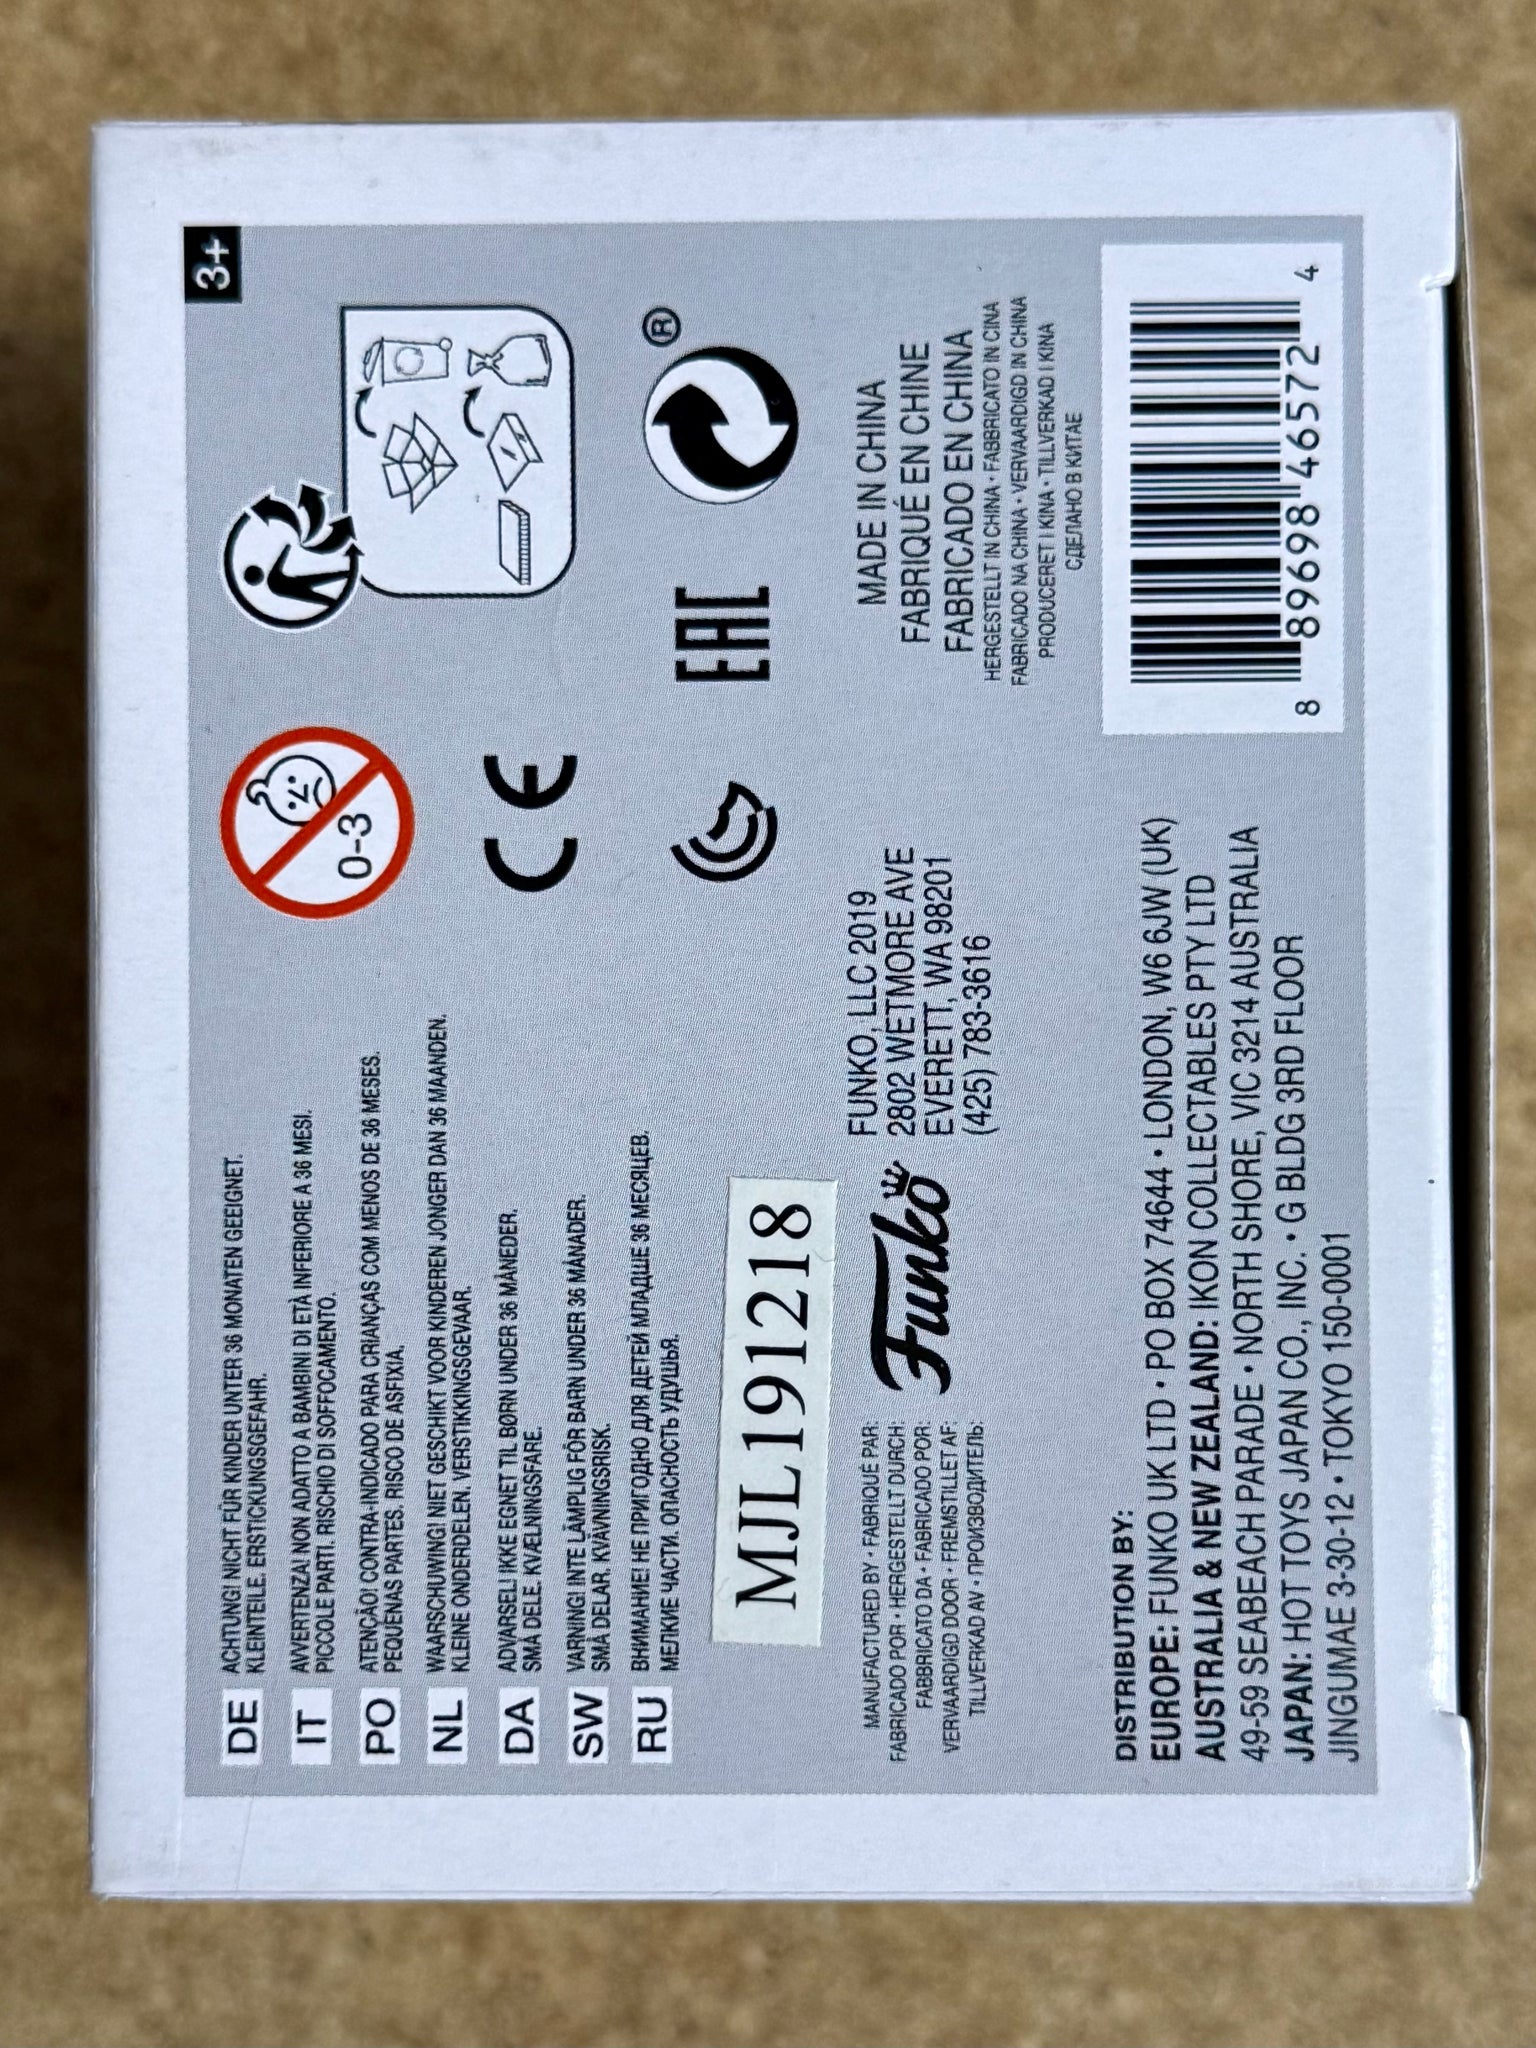 3+
DE ACHTUNG! NICHT FÜR KINDER UNTER 36 MONATEN GEEIGNET.
KLEINTEILE. ERSTICKUNGSGEFAHR.
IT AVVERTENZA! NON ADATTO A BAMBINI DI ETÀ INFERIORE A 36 MESI.
PICCOLE PARTI. RISCHIO DI SOFFOCAMENTO.
PO ATENÇÃO! CONTRA-INDICADO PARA CRIANÇAS COM MENOS DE 36 MESES.
PEQUENAS PARTES. RISCO DE ASFIXIA.
NL WAARSCHUWING! NIET GESCHIKT VOOR KINDEREN JONGER DAN 36 MAANDEN.
KLEINE ONDERDELEN. VERSTIKKINGSGEVAAR.
DA ADVARSEL! IKKE EGNET TIL BØRN UNDER 36 MÅNEDER.
SMÅ DELE. KVÆLNINGSFARE.
SW VARNING! INTE LÄMPLIG FÖR BARN UNDER 36 MÅNADER.
SMÅ DELAR. KVÄVNINGSRISK.
RU ВНИМАНИЕ! НЕ ПРИГОДНО ДЛЯ ДЕТЕЙ МЛАДШЕ 36 МЕСЯЦЕВ.
МЕЛКИЕ ЧАСТИ. ОПАСНОСТЬ УДУШЬЯ.
0-3
CE
EAC
®
MJL191218
MANUFACTURED BY • FABRIQUÉ PAR:
FABRICADO POR • HERGESTELLT DURCH:
FABBRICATO DA • FABRICADO POR:
VERVAARDIGD DOOR • FREMSTILLET AF:
TILLVERKAD AV • ПРОИЗВОДИТЕЛЬ:
Funko
FUNKO, LLC 2019
2802 WETMORE AVE
EVERETT, WA 98201
(425) 783-3616
MADE IN CHINA
FABRIQUÉ EN CHINE
FABRICADO EN CHINA
HERGESTELLT IN CHINA • FABBRICATO IN CINA
FABRICADO NA CHINA • VERVAARDIGD IN CHINA
PRODUCERET I KINA • TILLVERKAD I KINA
СДЕЛАНО В КИТАЕ
DISTRIBUTION BY:
EUROPE: FUNKO UK LTD • PO BOX 74644 • LONDON, W6 6JW (UK)
AUSTRALIA & NEW ZEALAND: IKON COLLECTABLES PTY LTD
49-59 SEABEACH PARADE • NORTH SHORE, VIC 3214 AUSTRALIA
JAPAN: HOT TOYS JAPAN CO., INC. • G BLDG 3RD FLOOR
JINGUMAE 3-30-12 • TOKYO 150-0001
8 89698 46572 4